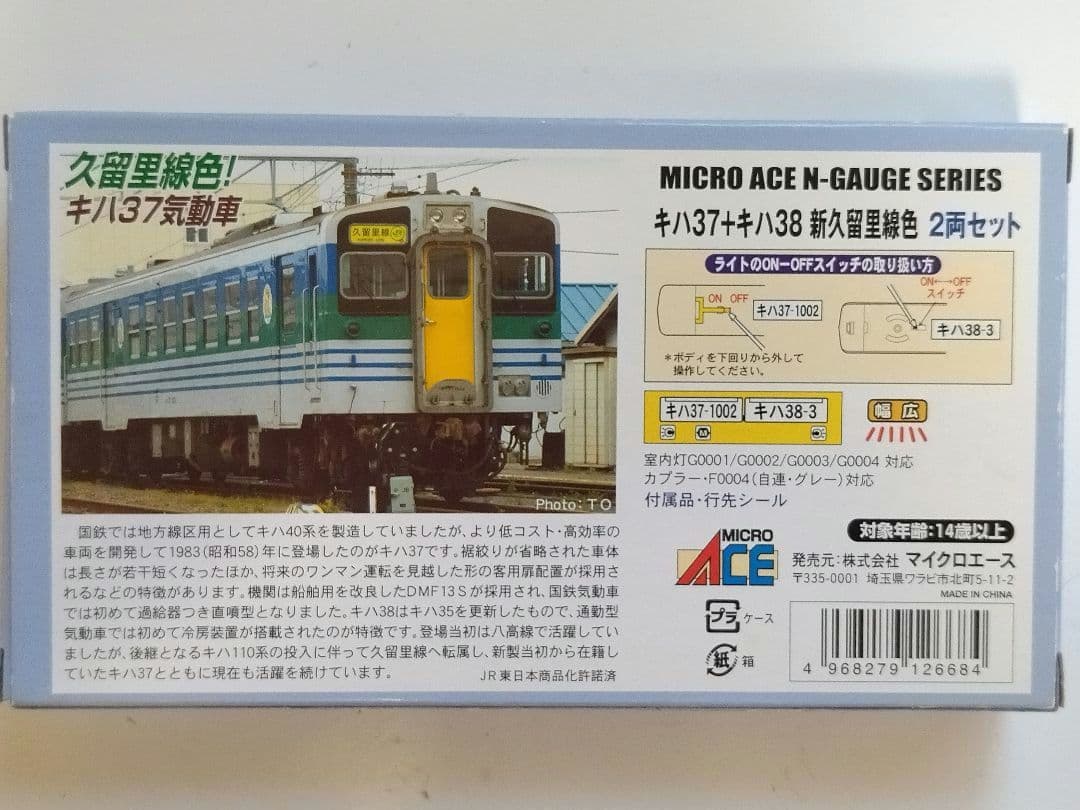 久留里線色!
キハ37気動車
久留里線
Photo: TO
国鉄では地方線区用としてキハ40系を製造していましたが、より低コスト・高効率の
車両を開発して1983(昭和58)年に登場したのがキハ37です。裾絞りが省略された車体
は長さが若干短くなったほか、将来のワンマン運転を見越した形の客用扉配置が採用さ
れるなどの特徴があります。機関は船舶用を改良したDMF13Sが採用され、国鉄気動車
では初めて過給器つき直噴型となりました。キハ38はキハ35を更新したもので、通勤型
気動車では初めて冷房装置が搭載されたのが特徴です。登場当初は八高線で活躍してい
ましたが、後継となるキハ110系の投入に伴って久留里線へ転属し、新製当初から在籍し
ていたキハ37とともに現在も活躍を続けています。
JR東日本商品化許諾済
MICRO ACE N-GAUGE SERIES
キハ37+キハ38 新久留里線色 2両セット
ライトのON-OFFスイッチの取り扱い方
ON OFF
キハ37-1002
ON←→OFF
スイッチ
キハ38-3
*ボディを下回りから外して
操作してください。
キハ37-1002 キハ38-3
M
幅広
室内灯G0001/G0002/G0003/G0004 対応
カプラー・F0004(自連・グレー)対応
付属品・行先シール
対象年齢:14歳以上
MICRO
ACE
発売元:株式会社 マイクロエース
〒335-0001 埼玉県ワラビ市北町5-11-2
MADE IN CHINA
プラ ケース
紙 箱
4 968279 126684